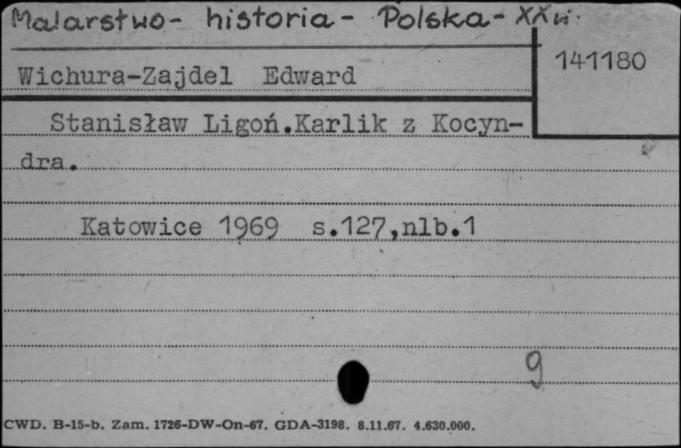 Malarstwo - historia - Polska - XX w.
141180
Wichura-Zajdel Edward
Stanisław Ligoń.Karlik z Kocyn-
dra.
Katowice 1969 s.127,nlb.1
9
CWD. B-15-b. Zam. 1726-DW-On-67. GDA-3198. 8.11.67. 4.630.000.